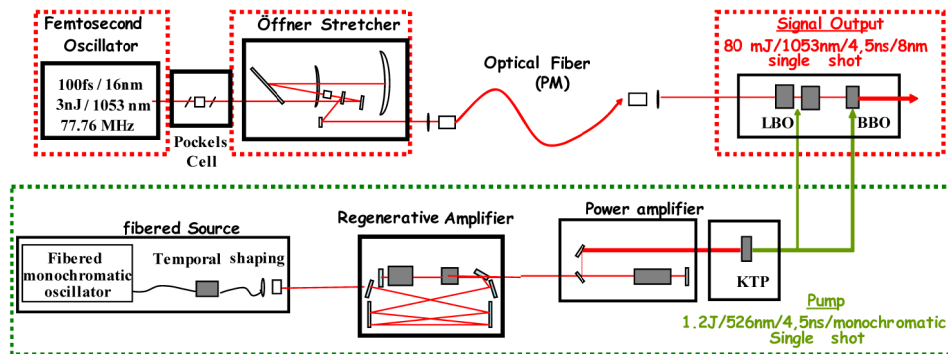 Femtosecond
Oscillator
100fs / 16nm
3nJ / 1053 nm
77.76 MHz
Pockels
Cell
Öffner Stretcher
Optical Fiber
(PM)
Signal Output
80 mJ/1053nm/4,5ns/8nm
single shot
LBO
BBO
fibered Source
Fibered
monochromatic
oscillator
Temporal shaping
Regenerative Amplifier
Power amplifier
KTP
Pump
1.2J/526nm/4,5ns/monochromatic
Single shot